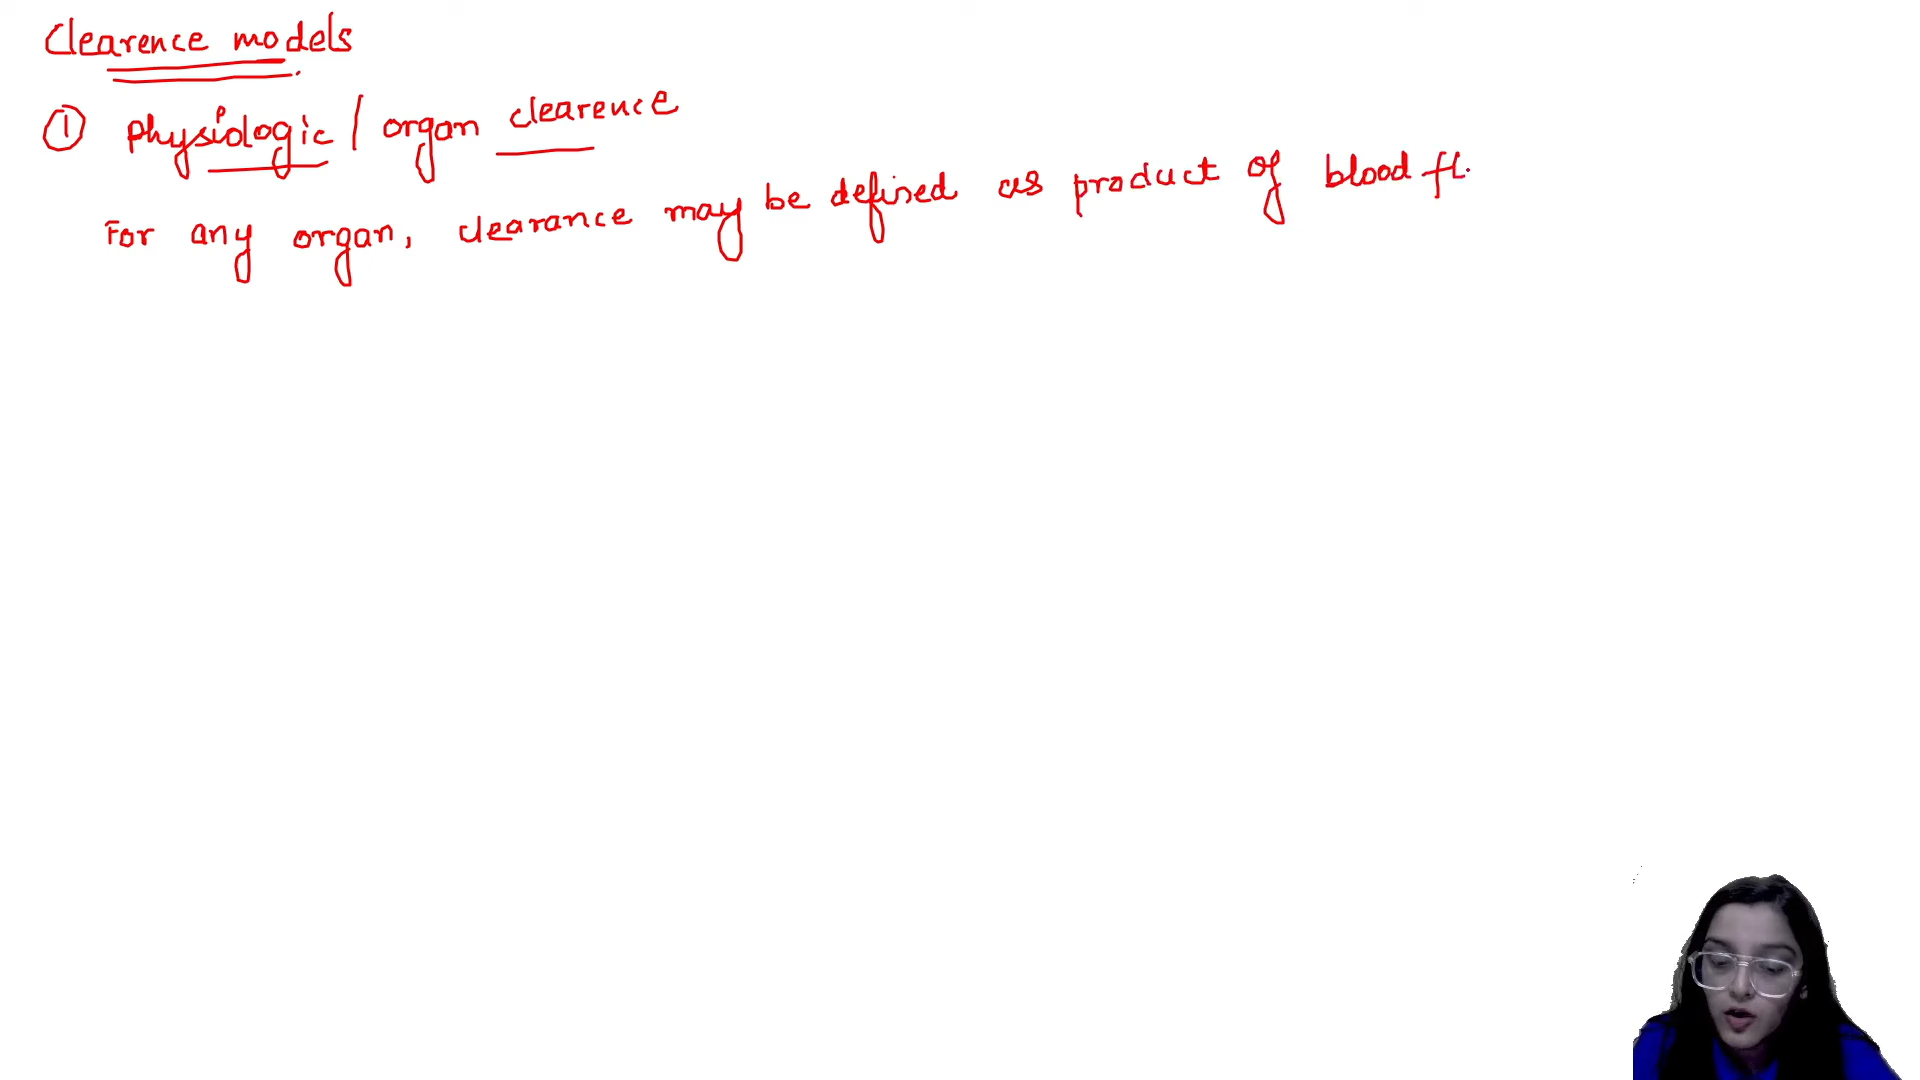 Clearence models
① Physiologic / organ clearence
For any organ, clearance may be defined as product of blood fl